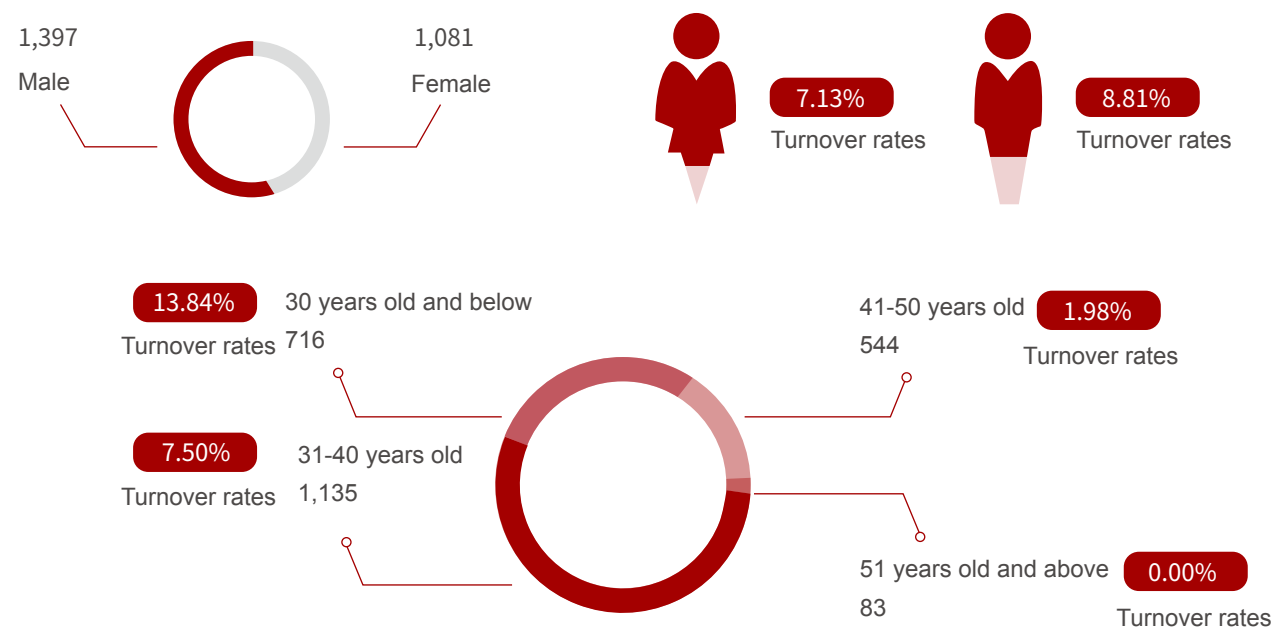 1,397
Male
1,081
Female
7.13%
Turnover rates
8.81%
Turnover rates
13.84%
Turnover rates
30 years old and below
716
41-50 years old
544
1.98%
Turnover rates
7.50%
Turnover rates
31-40 years old
1,135
51 years old and above
83
0.00%
Turnover rates